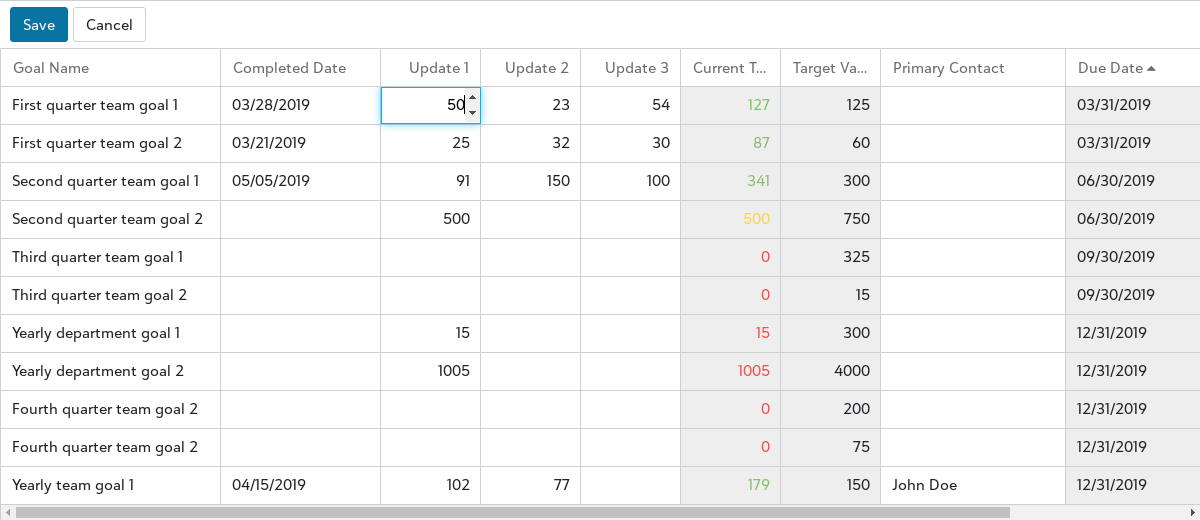 Save Cancel
Goal Name Completed Date Update 1 Update 2 Update 3 Current T... Target Va... Primary Contact Due Date
First quarter team goal 1 03/28/2019 50 23 54 127 125 03/31/2019
First quarter team goal 2 03/21/2019 25 32 30 87 60 03/31/2019
Second quarter team goal 1 05/05/2019 91 150 100 341 300 06/30/2019
Second quarter team goal 2 500 500 750 06/30/2019
Third quarter team goal 1 0 325 09/30/2019
Third quarter team goal 2 0 15 09/30/2019
Yearly department goal 1 15 15 300 12/31/2019
Yearly department goal 2 1005 1005 4000 12/31/2019
Fourth quarter team goal 2 0 200 12/31/2019
Fourth quarter team goal 2 0 75 12/31/2019
Yearly team goal 1 04/15/2019 102 77 179 150 John Doe 12/31/2019